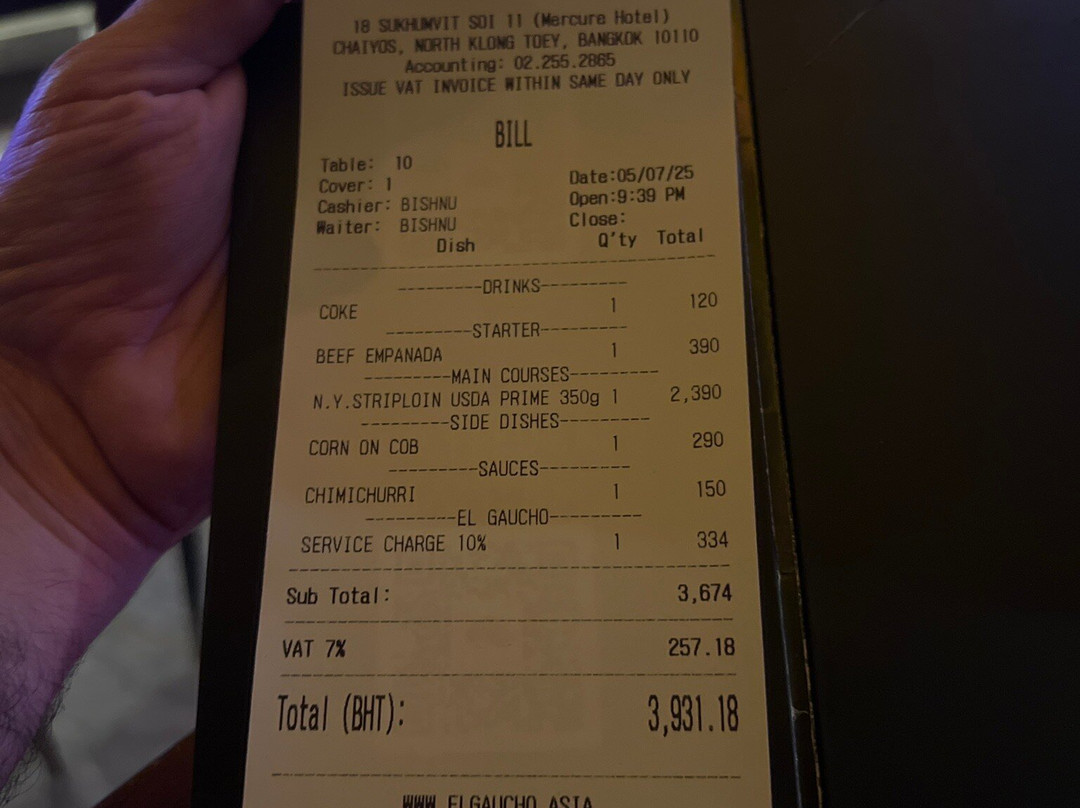 18 SUKHUMVIT SOI 11 (Mercure Hotel)
CHAIYOS, NORTH KLONG TOEY, BANGKOK 10110
Accounting: 02.255.2865
ISSUE VAT INVOICE WITHIN SAME DAY ONLY
BILL
Table: 10
Cover: 1 Date:05/07/25
Cashier: BISHNU Open:9:39 PM
Waiter: BISHNU Close:
Dish Q'ty Total
---------DRINKS---------
COKE 1 120
---------STARTER---------
BEEF EMPANADA 1 390
---------MAIN COURSES---------
N.Y.STRIPLOIN USDA PRIME 350g 1 2,390
---------SIDE DISHES---------
CORN ON COB 1 290
---------SAUCES---------
CHIMICHURRI 1 150
---------EL GAUCHO---------
SERVICE CHARGE 10% 1 334
Sub Total: 3,674
VAT 7% 257.18
Total (BHT): 3,931.18
WWW.ELGAUCHO.ASIA